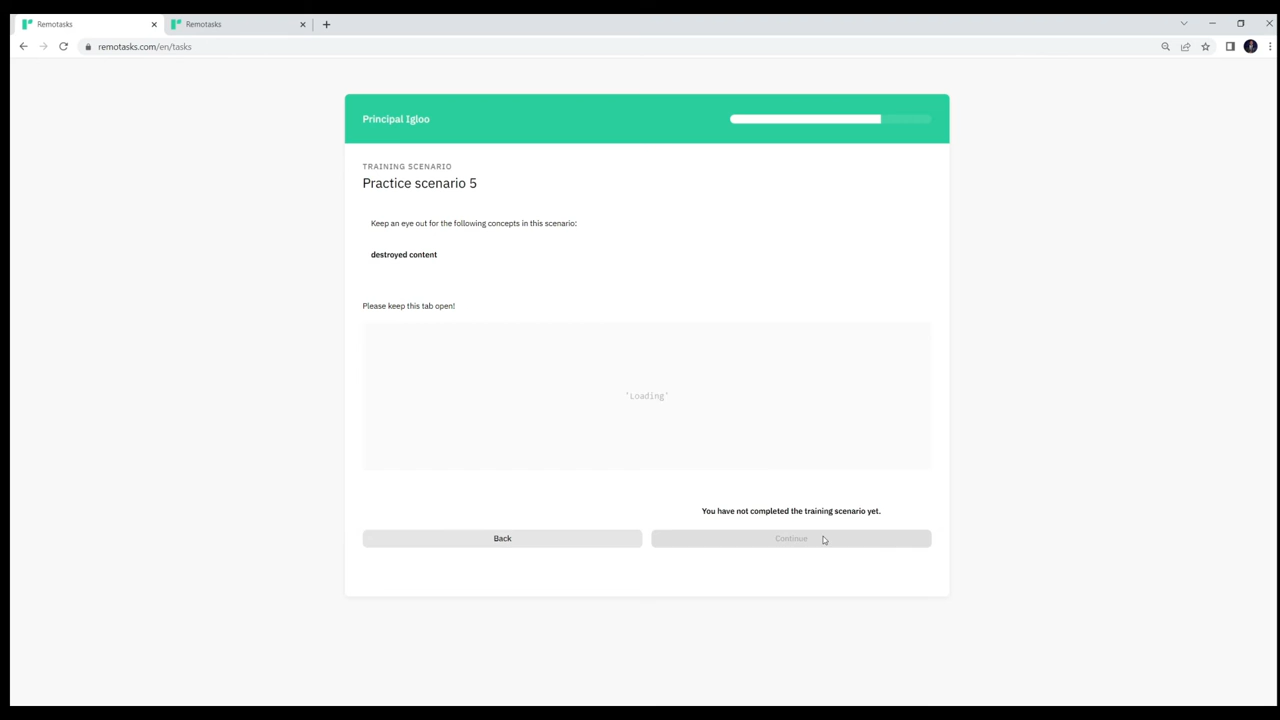 Remotasks
Remotasks
remotasks.com/en/tasks
Principal Igloo
TRAINING SCENARIO
Practice scenario 5
Keep an eye out for the following concepts in this scenario:
destroyed content
Please keep this tab open!
'Loading'
You have not completed the training scenario yet.
Back
Continue